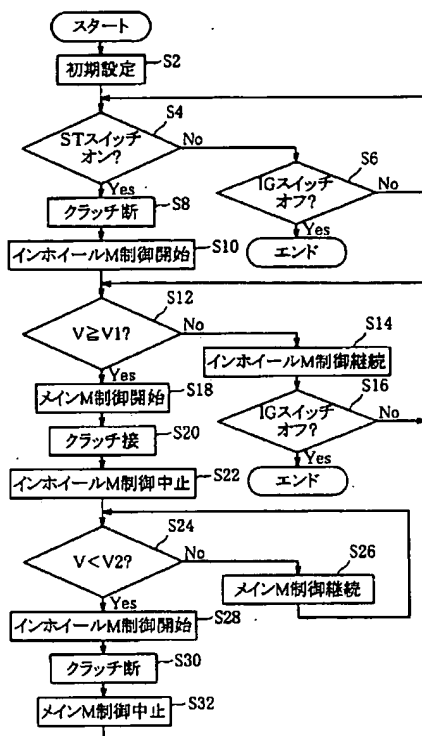 スタート
初期設定
S2
STスイッチ
オン?
S4
No
Yes
IGスイッチ
オフ?
S6
No
Yes
エンド
クラッチ断
S8
インホイールM制御開始
S10
V≧V1?
S12
No
Yes
インホイールM制御継続
S14
IGスイッチ
オフ?
S16
No
Yes
エンド
メインM制御開始
S18
クラッチ接
S20
インホイールM制御中止
S22
V<V2?
S24
No
Yes
メインM制御継続
S26
インホイールM制御開始
S28
クラッチ断
S30
メインM制御中止
S32